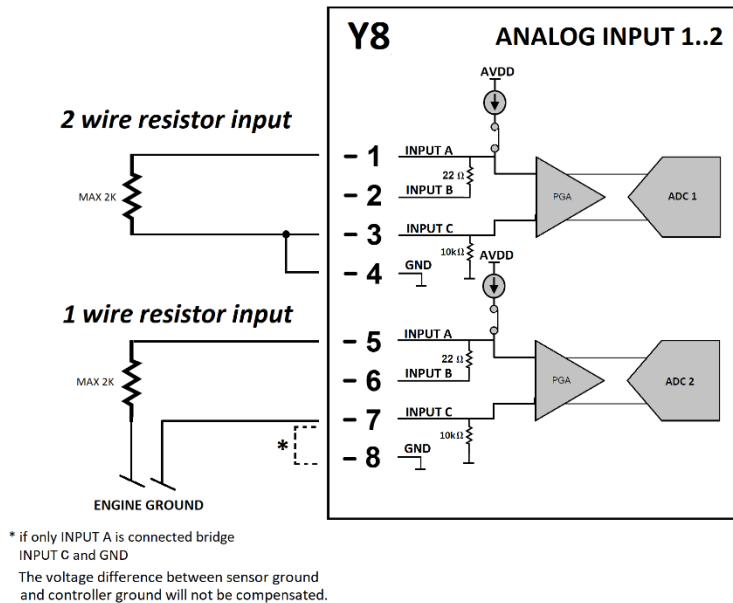 Y8
ANALOG INPUT 1..2
AVDD
2 wire resistor input
- 1 INPUT A
22 Ω
MAX 2K
- 2 INPUT B
PGA
ADC 1
- 3 INPUT C
10kΩ
AVDD
- 4 GND
1 wire resistor input
- 5 INPUT A
22 Ω
MAX 2K
- 6 INPUT B
PGA
ADC 2
- 7 INPUT C
10kΩ
*
- 8 GND
ENGINE GROUND
* if only INPUT A is connected bridge
INPUT C and GND
The voltage difference between sensor ground
and controller ground will not be compensated.